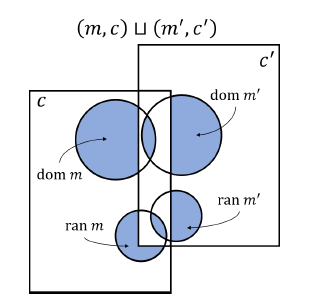 (m, c) ⊔ (m′, c′)
c′
c
dom m′
dom m
ran m′
ran m